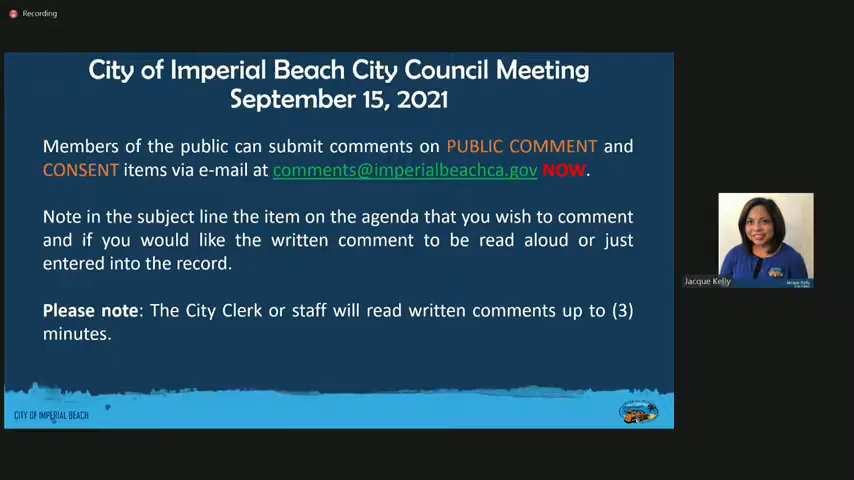 Recording
City of Imperial Beach City Council Meeting
September 15, 2021
Members of the public can submit comments on PUBLIC COMMENT and
CONSENT items via e-mail at comments@imperialbeachca.gov NOW.
Note in the subject line the item on the agenda that you wish to comment
and if you would like the written comment to be read aloud or just
entered into the record.
Please note: The City Clerk or staff will read written comments up to (3)
minutes.
CITY OF IMPERIAL BEACH
Jacque Kelly
Jacque Kelly